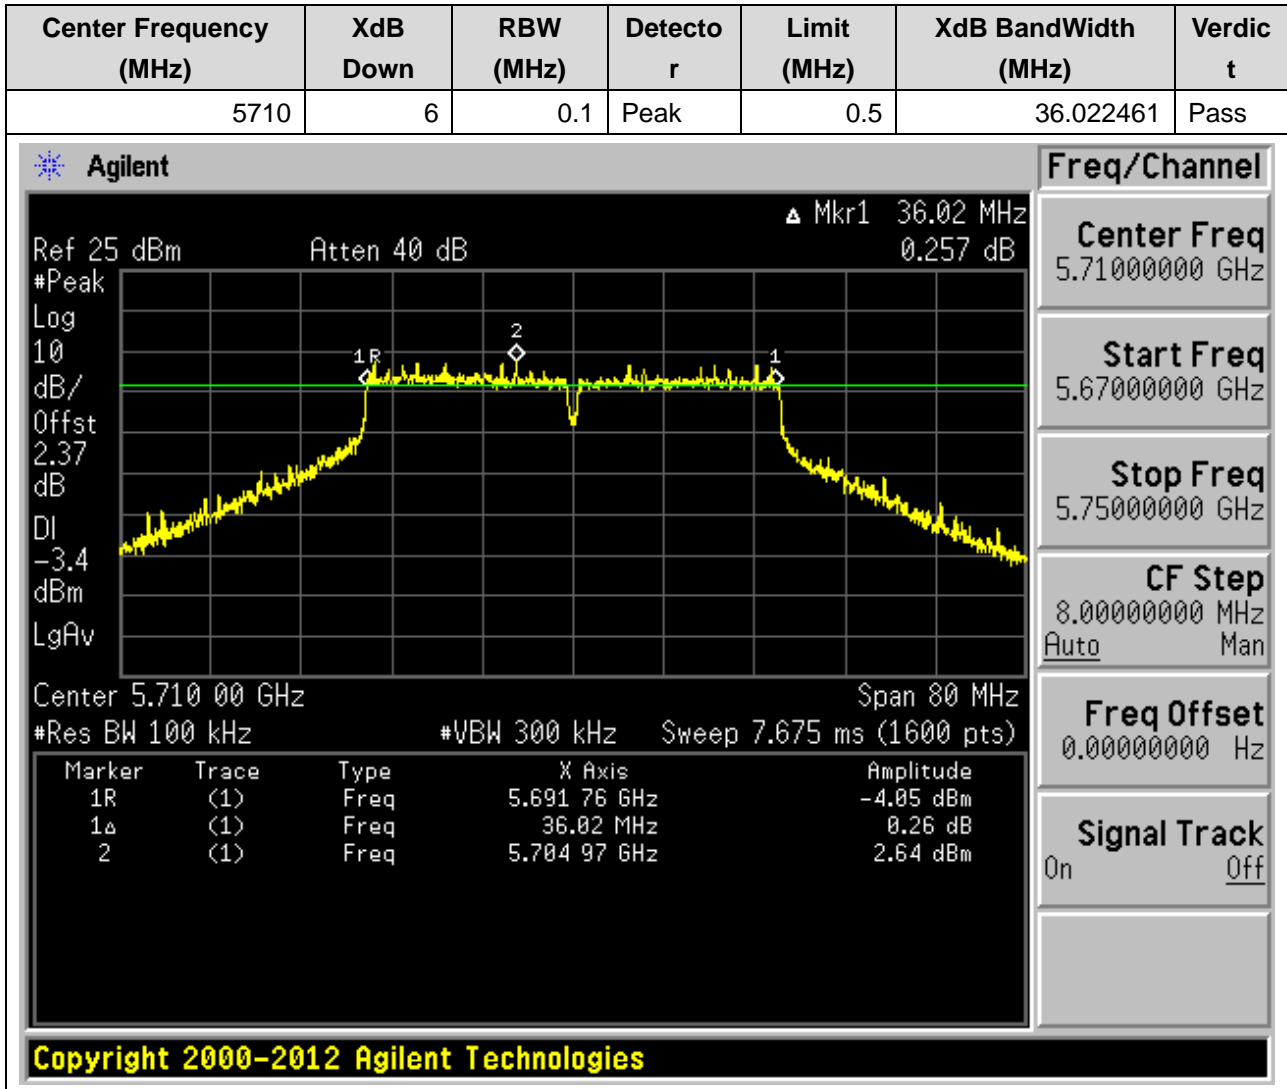 Center Frequency (MHz) XdB Down RBW (MHz) Detector Limit (MHz) XdB BandWidth (MHz) Verdict
5710 6 0.1 Peak 0.5 36.022461 Pass
Agilent
Freq/Channel
Δ Mkr1 36.02 MHz
Ref 25 dBm Atten 40 dB 0.257 dB
#Peak
Log
10
dB/
Offst
2.37
dB
DI
-3.4
dBm
LgAv
1R
2
1
Center 5.710 00 GHz Span 80 MHz
#Res BW 100 kHz #VBW 300 kHz Sweep 7.675 ms (1600 pts)
Marker Trace Type X Axis Amplitude
1R (1) Freq 5.691 76 GHz -4.05 dBm
1Δ (1) Freq 36.02 MHz 0.26 dB
2 (1) Freq 5.704 97 GHz 2.64 dBm
Center Freq
5.71000000 GHz
Start Freq
5.67000000 GHz
Stop Freq
5.75000000 GHz
CF Step
8.00000000 MHz
Auto Man
Freq Offset
0.00000000 Hz
Signal Track
On Off
Copyright 2000-2012 Agilent Technologies